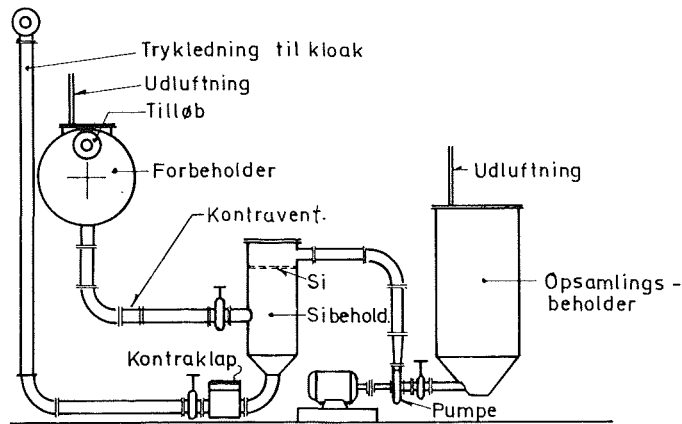 Trykledning til kloak
Udluftning
Tilløb
Forbeholder
Udluftning
Kontravent.
Si
Opsamlings-
beholder
Sibehold.
Kontraklap
Pumpe